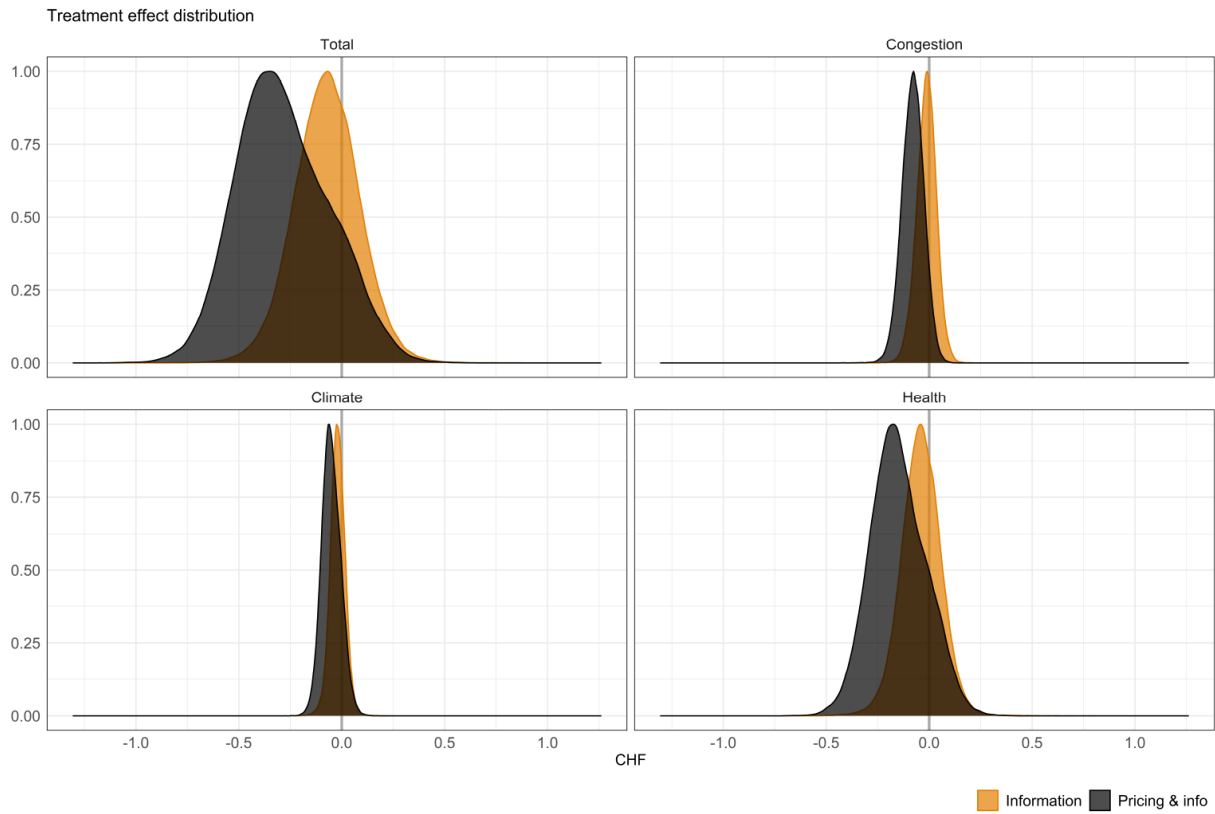 Treatment effect distribution
Total
Congestion
1.00
0.75
0.50
0.25
0.00
Climate
Health
1.00
0.75
0.50
0.25
0.00
-1.0 -0.5 0.0 0.5 1.0 -1.0 -0.5 0.0 0.5 1.0
CHF
Information Pricing & info